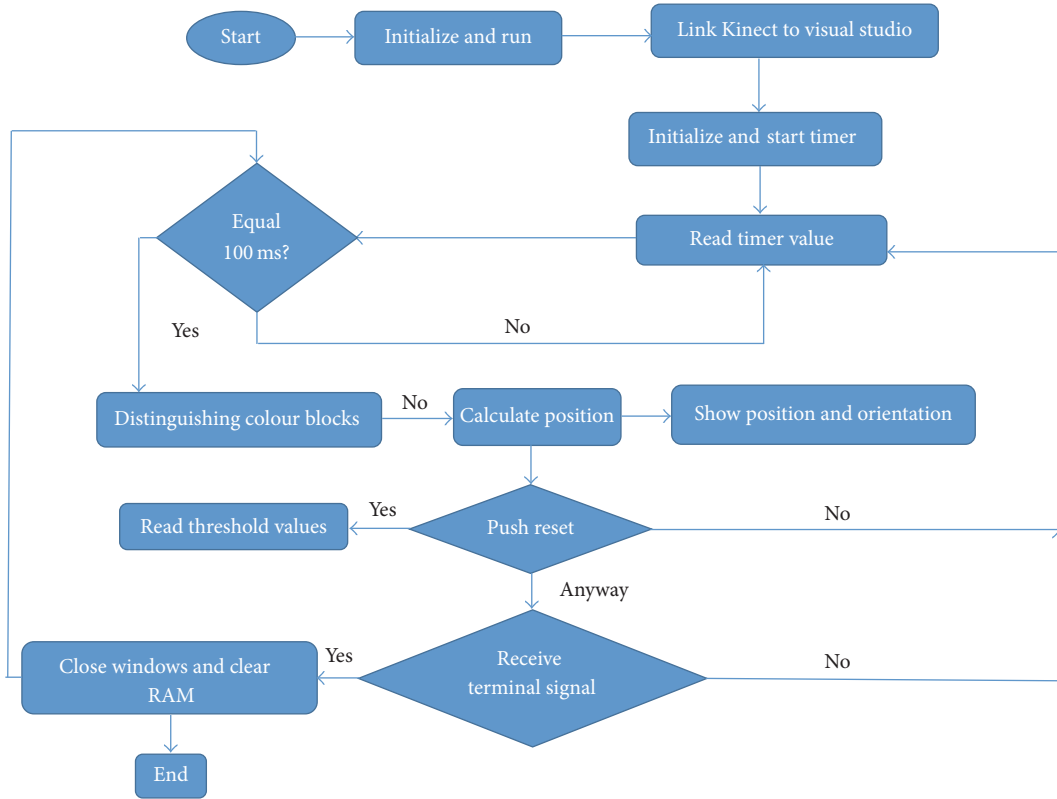 Start
Initialize and run
Link Kinect to visual studio
Initialize and start timer
Equal
100 ms?
Read timer value
Yes
No
Distinguishing colour blocks
No
Calculate position
Show position and orientation
Read threshold values
Yes
Push reset
No
Anyway
Close windows and clear
RAM
Yes
Receive
terminal signal
No
End